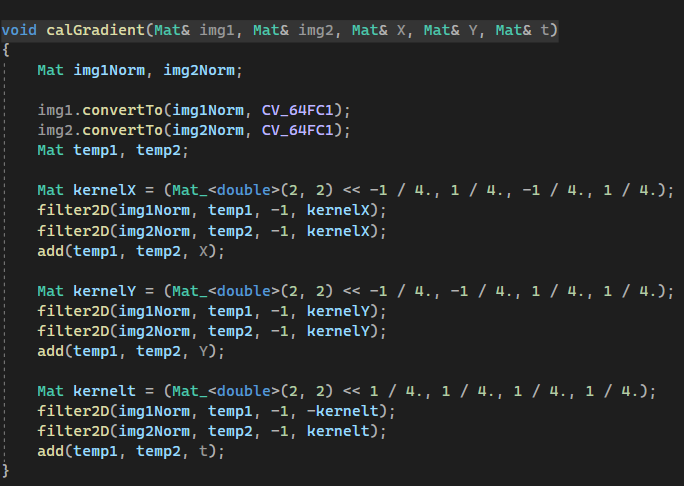 void calGradient(Mat& img1, Mat& img2, Mat& X, Mat& Y, Mat& t)
{
    Mat img1Norm, img2Norm;

    img1.convertTo(img1Norm, CV_64FC1);
    img2.convertTo(img2Norm, CV_64FC1);
    Mat temp1, temp2;

    Mat kernelX = (Mat_<double>(2, 2) << -1 / 4., 1 / 4., -1 / 4., 1 / 4.);
    filter2D(img1Norm, temp1, -1, kernelX);
    filter2D(img2Norm, temp2, -1, kernelX);
    add(temp1, temp2, X);

    Mat kernelY = (Mat_<double>(2, 2) << -1 / 4., -1 / 4., 1 / 4., 1 / 4.);
    filter2D(img1Norm, temp1, -1, kernelY);
    filter2D(img2Norm, temp2, -1, kernelY);
    add(temp1, temp2, Y);

    Mat kernelt = (Mat_<double>(2, 2) << 1 / 4., 1 / 4., 1 / 4., 1 / 4.);
    filter2D(img1Norm, temp1, -1, -kernelt);
    filter2D(img2Norm, temp2, -1, kernelt);
    add(temp1, temp2, t);
}